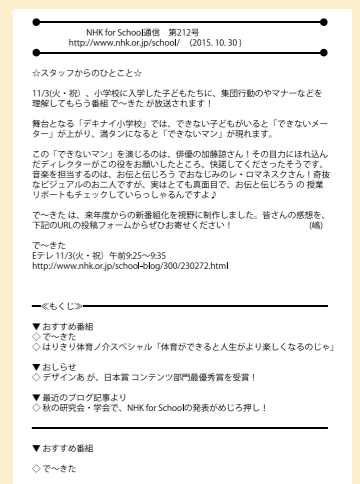 NHK for School通信　第212号
http://www.nhk.or.jp/school/　(2015. 10. 30 )
☆スタッフからのひとこと☆
11/3(火・祝）、小学校に入学した子どもたちに、集団行動のやマナーなどを
理解してもらう番組 で～きた が放送されます！
舞台となる「デキナイ小学校」では、できない子どもがいると「できないメー
ター」が上がり、満タンになると「できないマン」が現れます。
この「できないマン」を演じるのは、俳優の加藤諒さん！その目力にほれ込ん
だディレクターがこの役をお願いしたところ、快諾してくださったそうです。
音楽を担当するのは、お伝と伝じろう でおなじみのレ・ロマネスクさん！奇抜
なビジュアルのお二人ですが、実はとても真面目で、お伝と伝じろう の 授業
リポートもチェックしていらっしゃるんですよ♪
で～きた は、来年度からの新番組化を視野に制作しました。皆さんの感想を、
下記のURLの投稿フォームからぜひお寄せください！　(嶋)
で～きた
Eテレ 11/3(火・祝）午前9:25～9:35
http://www.nhk.or.jp/school-blog/300/230272.html
≪もくじ≫
▼ おすすめ番組
◇ で～きた
◇ はりきり体育ノ介スペシャル「体育ができると人生がより楽しくなるのじゃ」
▼ おしらせ
◇ デザインあ が、日本賞 コンテンツ部門最優秀賞を受賞！
▼ 最近のブログ記事より
◇ 秋の研究会・学会で、NHK for Schoolの発表がめじろ押し！
▼ おすすめ番組
◇ で～きた